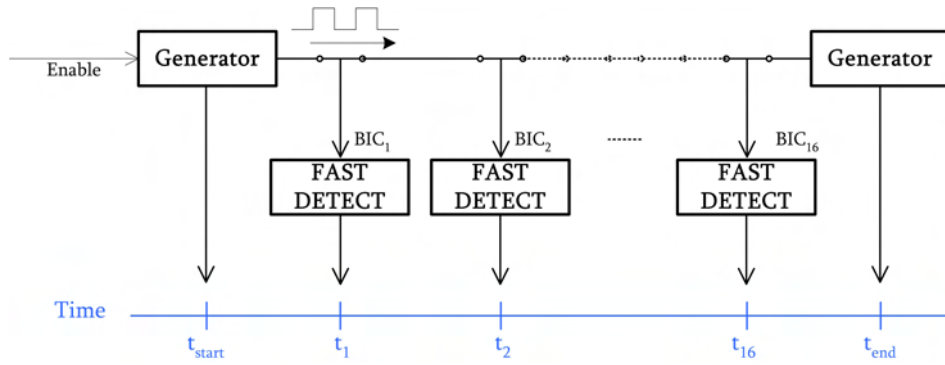 Generator
Generator
Enable
BIC1
BIC2
BIC16
FAST
DETECT
FAST
DETECT
FAST
DETECT
Time
tstart
t1
t2
t16
tend